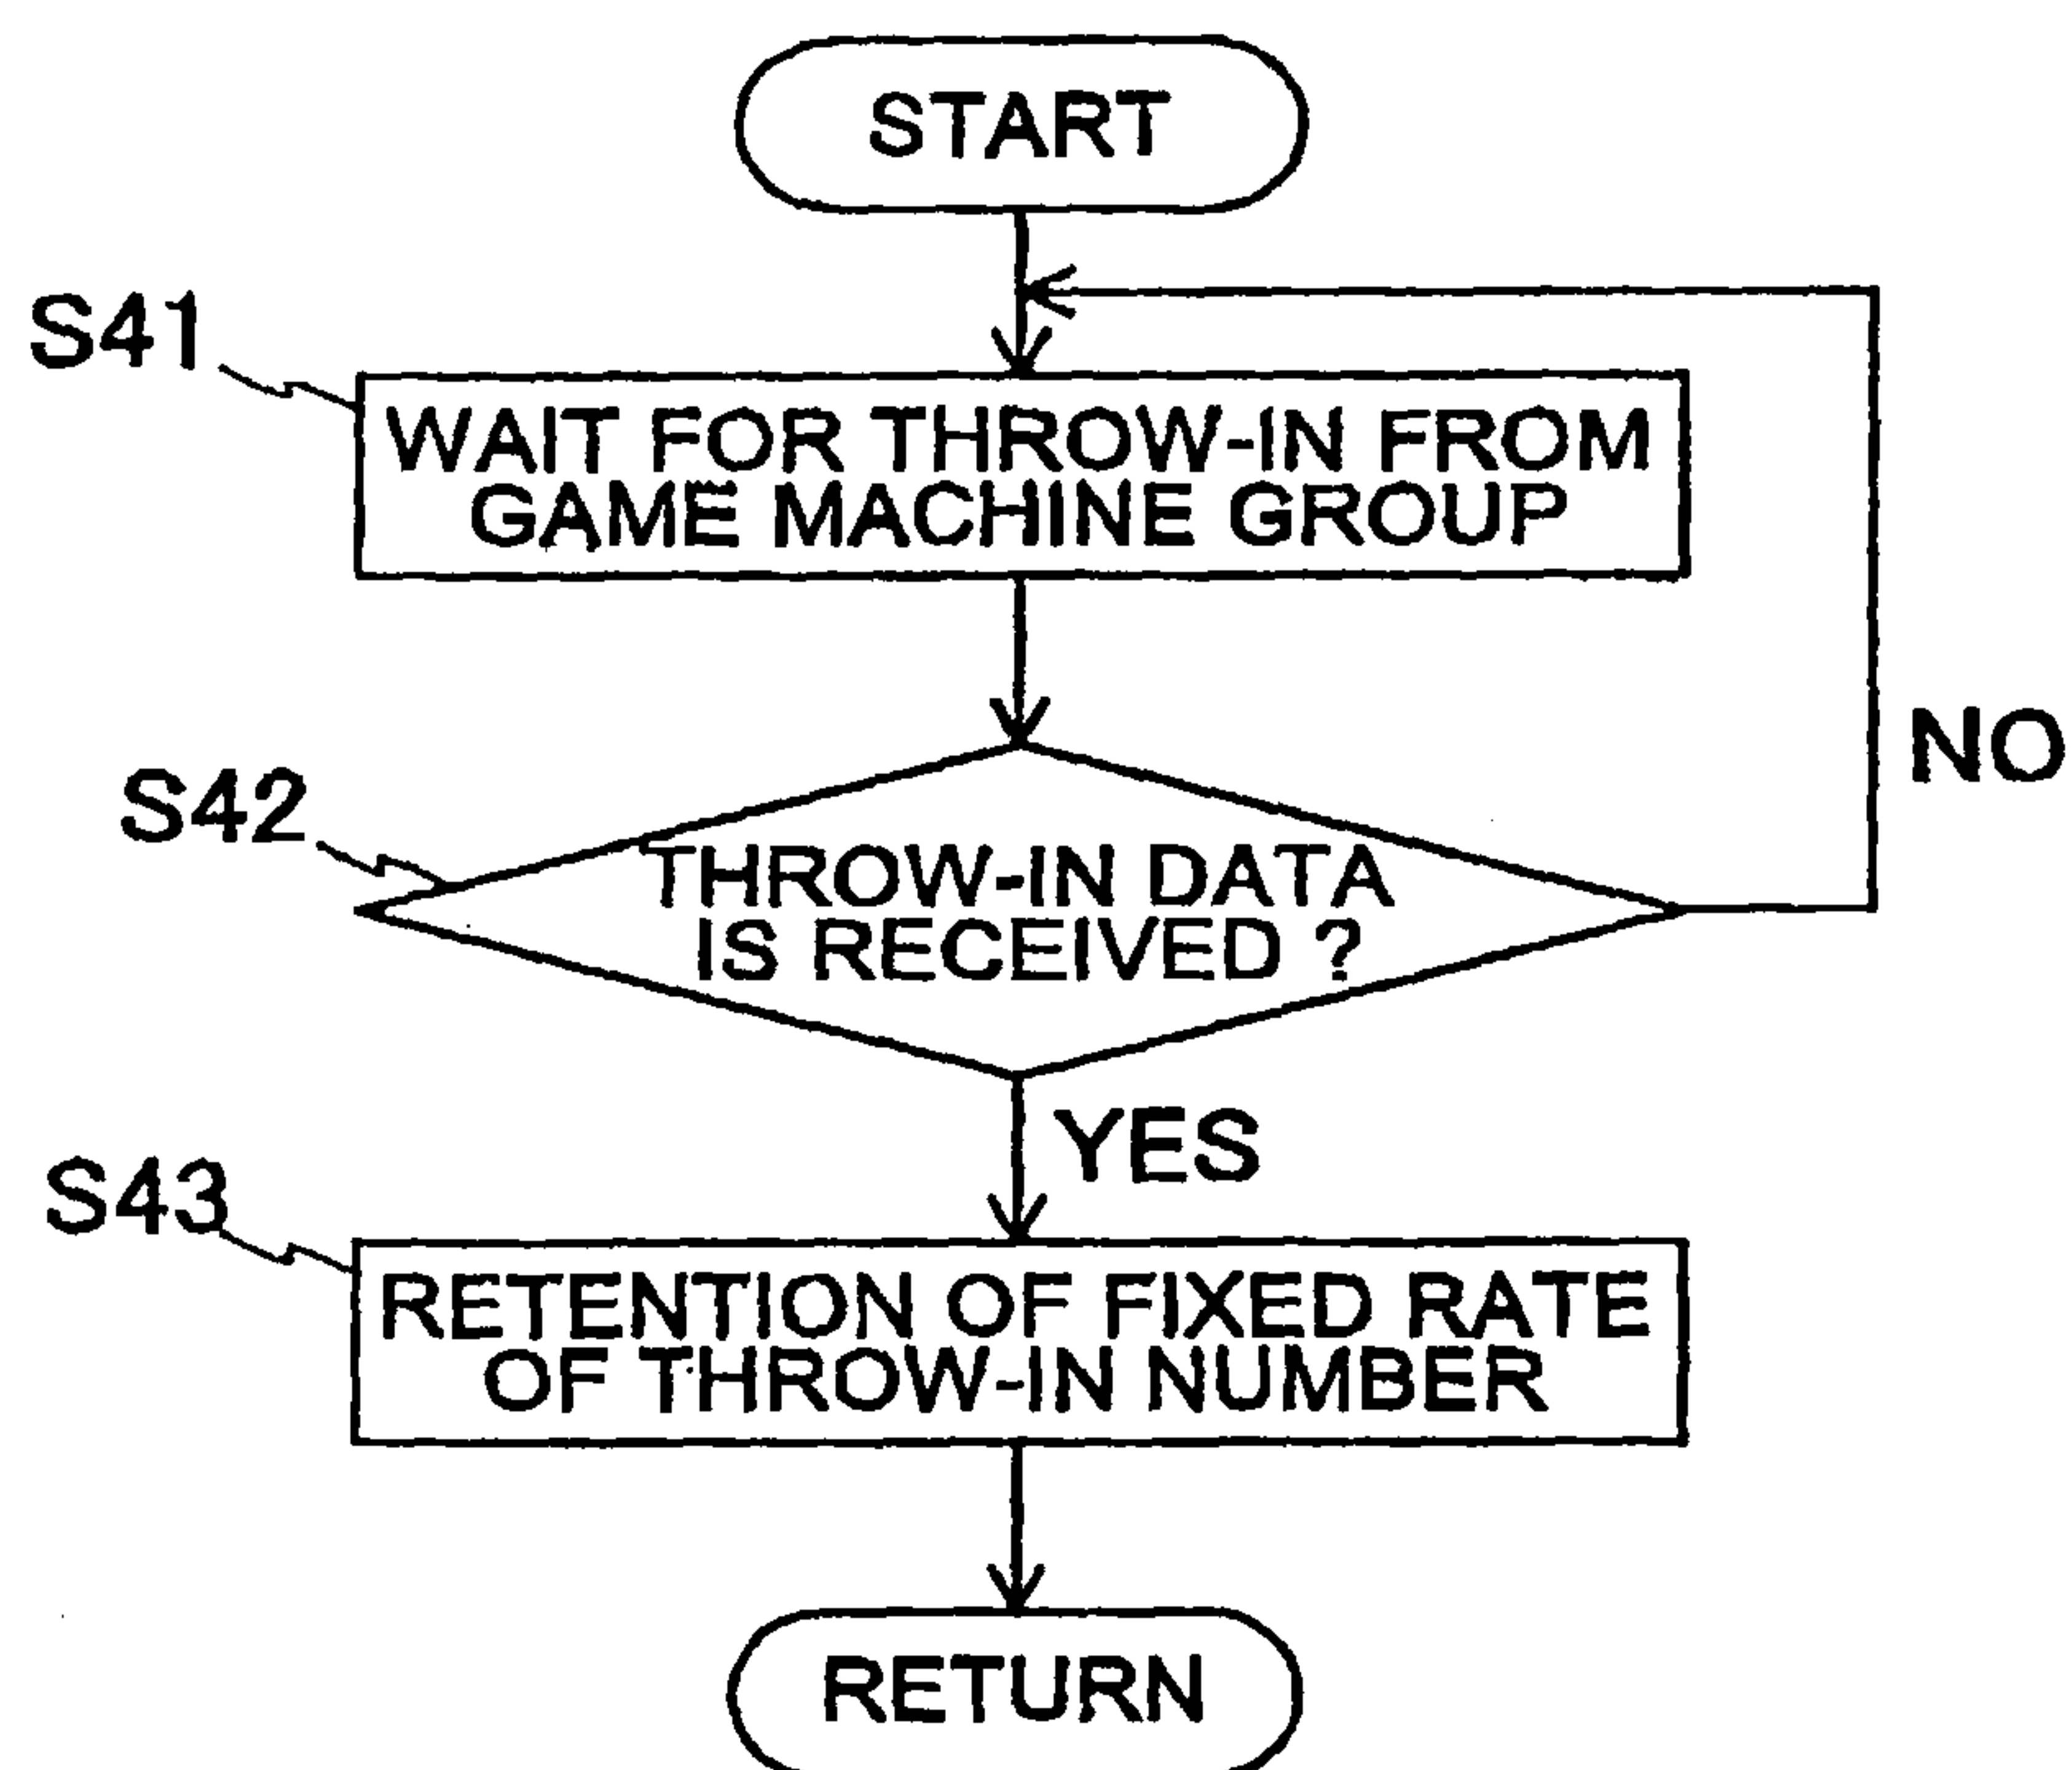 START
S41
WAIT FOR THROW-IN FROM
GAME MACHINE GROUP
NO
S42
THROW-IN DATA
IS RECEIVED ?
YES
S43
RETENTION OF FIXED RATE
OF THROW-IN NUMBER
RETURN